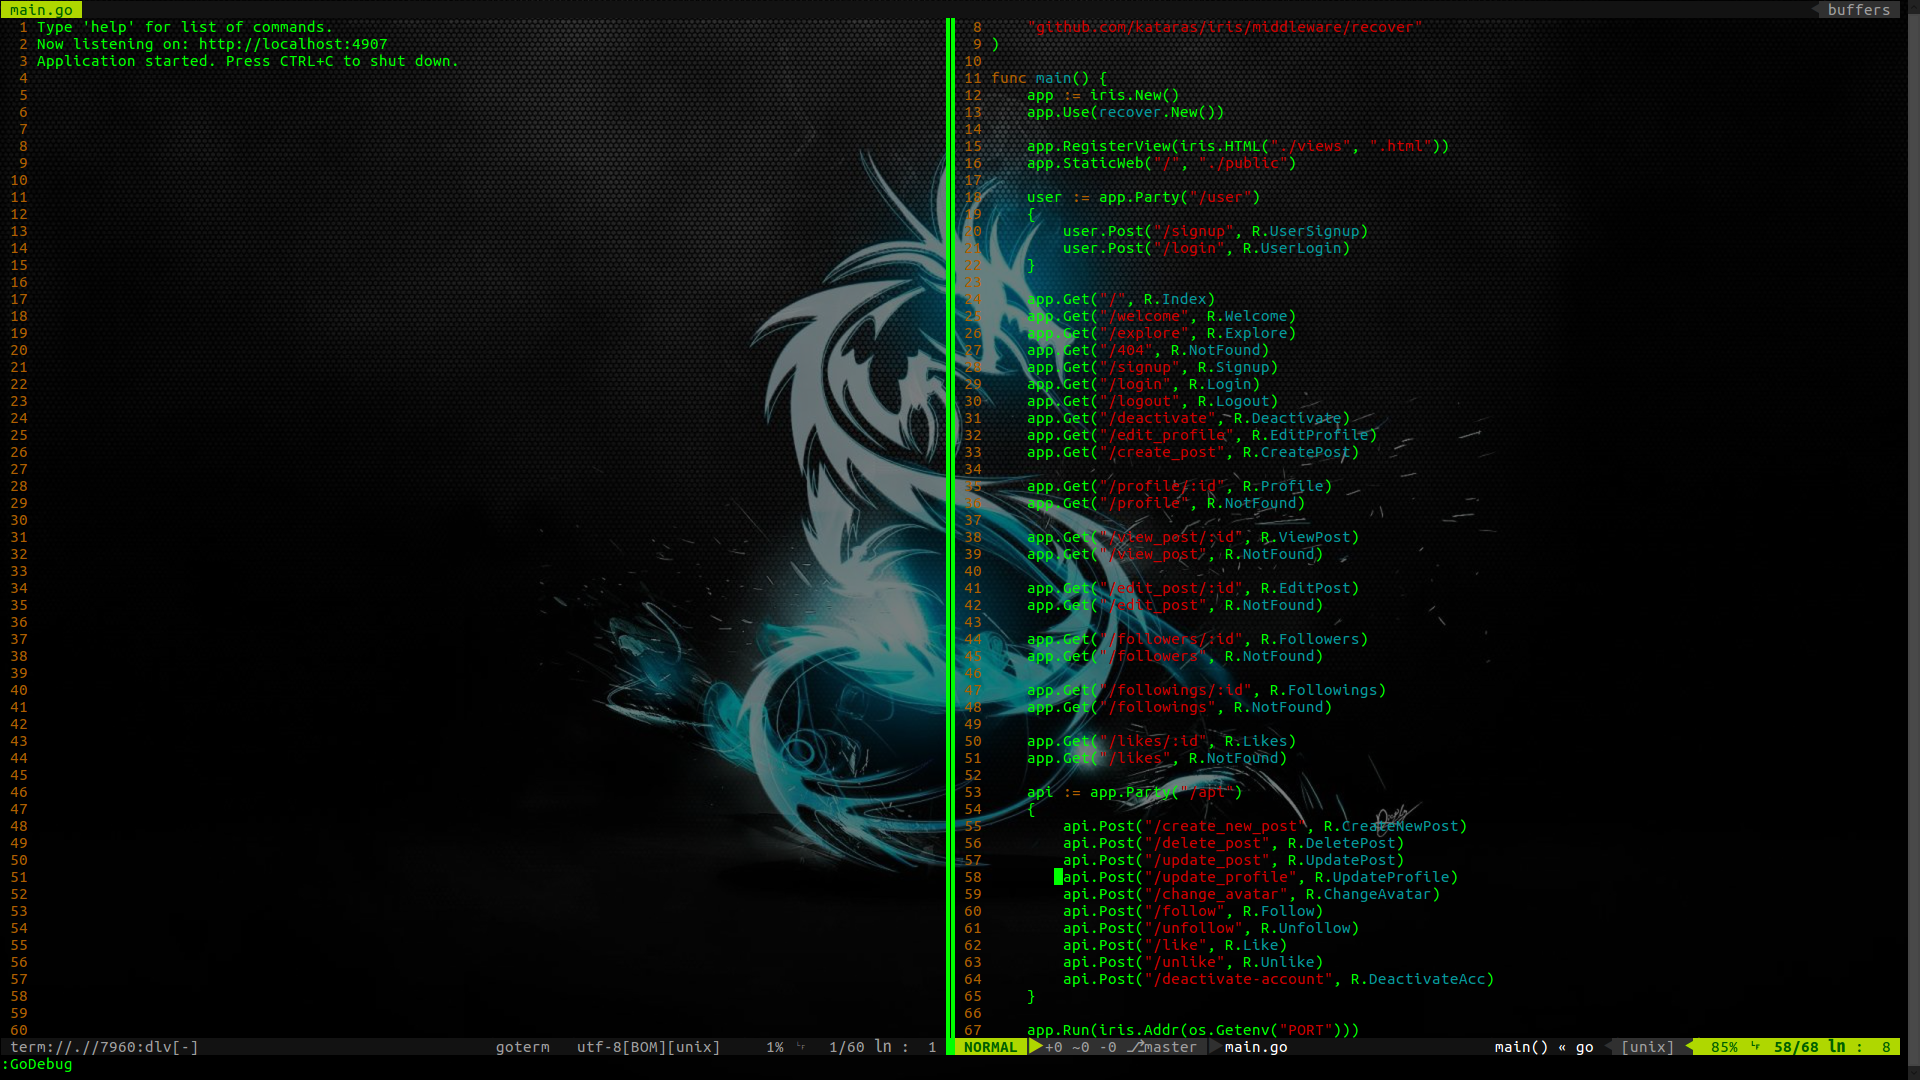 main.go
buffers
1 Type 'help' for list of commands.
2 Now listening on: http://localhost:4907
3 Application started. Press CTRL+C to shut down.
4
5
6
7
8
9
10
11
12
13
14
15
16
17
18
19
20
21
22
23
24
25
26
27
28
29
30
31
32
33
34
35
36
37
38
39
40
41
42
43
44
45
46
47
48
49
50
51
52
53
54
55
56
57
58
59
60
term://.//7960:dlv[-] goterm utf-8[BOM][unix] 1% 1/60 ln : 1
8 "github.com/kataras/iris/middleware/recover"
9 )
10
11 func main() {
12 app := iris.New()
13 app.Use(recover.New())
14
15 app.RegisterView(iris.HTML("./views", ".html"))
16 app.StaticWeb("/", "./public")
17
18 user := app.Party("/user")
19 {
20 user.Post("/signup", R.UserSignup)
21 user.Post("/login", R.UserLogin)
22 }
23
24 app.Get("/", R.Index)
25 app.Get("/welcome", R.Welcome)
26 app.Get("/explore", R.Explore)
27 app.Get("/404", R.NotFound)
28 app.Get("/signup", R.Signup)
29 app.Get("/login", R.Login)
30 app.Get("/logout", R.Logout)
31 app.Get("/deactivate", R.Deactivate)
32 app.Get("/edit_profile", R.EditProfile)
33 app.Get("/create_post", R.CreatePost)
34
35 app.Get("/profile/:id", R.Profile)
36 app.Get("/profile", R.NotFound)
37
38 app.Get("/view_post/:id", R.ViewPost)
39 app.Get("/view_post", R.NotFound)
40
41 app.Get("/edit_post/:id", R.EditPost)
42 app.Get("/edit_post", R.NotFound)
43
44 app.Get("/followers/:id", R.Followers)
45 app.Get("/followers", R.NotFound)
46
47 app.Get("/followings/:id", R.Followings)
48 app.Get("/followings", R.NotFound)
49
50 app.Get("/likes/:id", R.Likes)
51 app.Get("/likes", R.NotFound)
52
53 api := app.Party("/api")
54 {
55 api.Post("/create_new_post", R.CreateNewPost)
56 api.Post("/delete_post", R.DeletePost)
57 api.Post("/update_post", R.UpdatePost)
58 api.Post("/update_profile", R.UpdateProfile)
59 api.Post("/change_avatar", R.ChangeAvatar)
60 api.Post("/follow", R.Follow)
61 api.Post("/unfollow", R.Unfollow)
62 api.Post("/like", R.Like)
63 api.Post("/unlike", R.Unlike)
64 api.Post("/deactivate-account", R.DeactivateAcc)
65 }
66
67 app.Run(iris.Addr(os.Getenv("PORT")))
NORMAL +0 ~0 -0 master main.go main() « go [unix] 85% 58/68 ln : 8
:GoDebug